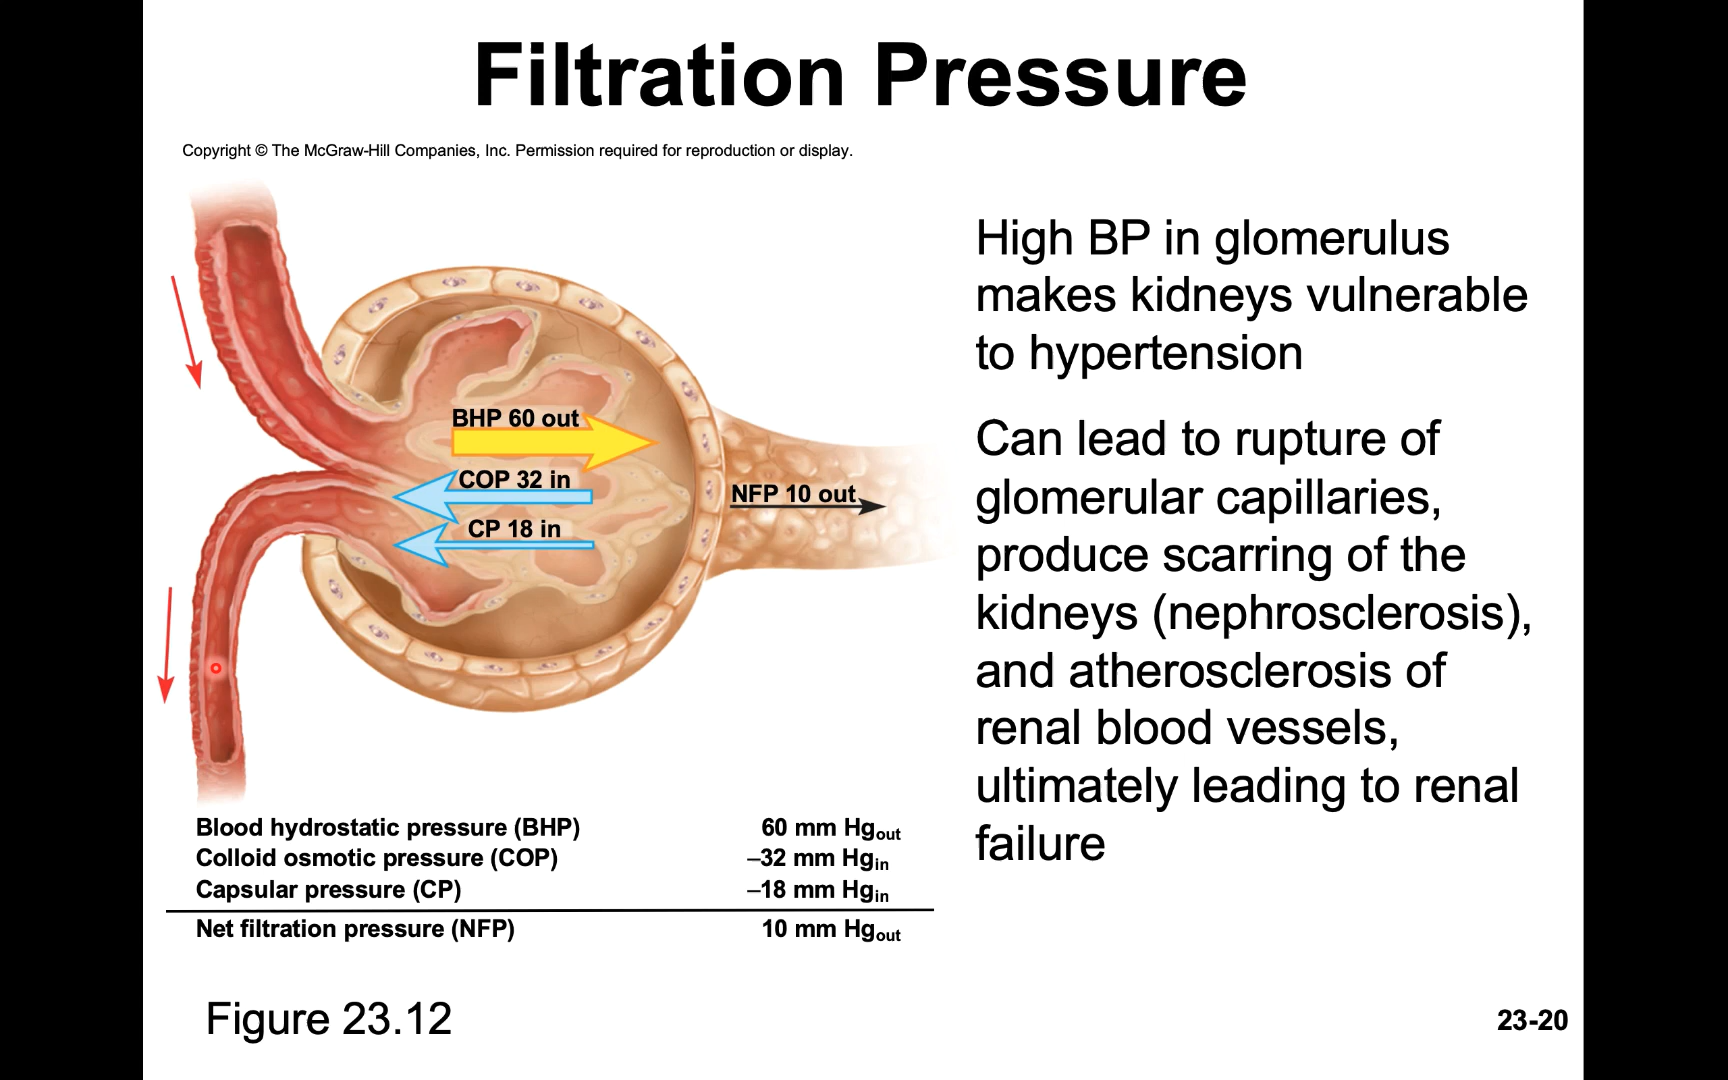 Filtration Pressure
Copyright © The McGraw-Hill Companies, Inc. Permission required for reproduction or display.
BHP 60 out
COP 32 in
CP 18 in
NFP 10 out
Blood hydrostatic pressure (BHP) 60 mm Hgout
Colloid osmotic pressure (COP) –32 mm Hgin
Capsular pressure (CP) –18 mm Hgin
Net filtration pressure (NFP) 10 mm Hgout
High BP in glomerulus
makes kidneys vulnerable
to hypertension
Can lead to rupture of
glomerular capillaries,
produce scarring of the
kidneys (nephrosclerosis),
and atherosclerosis of
renal blood vessels,
ultimately leading to renal
failure
Figure 23.12
23-20